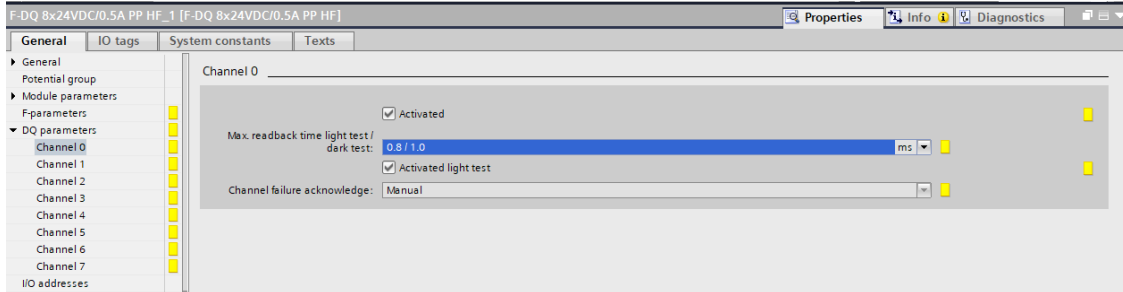 F-DQ 8x24VDC/0.5A PP HF_1 [F-DQ 8x24VDC/0.5A PP HF]
Properties
Info
Diagnostics
General
IO tags
System constants
Texts
General
Potential group
Module parameters
F-parameters
DQ parameters
Channel 0
Channel 1
Channel 2
Channel 3
Channel 4
Channel 5
Channel 6
Channel 7
I/O addresses
Channel 0
Activated
Max. readback time light test /
dark test: 0.8 / 1.0 ms
Activated light test
Channel failure acknowledge: Manual